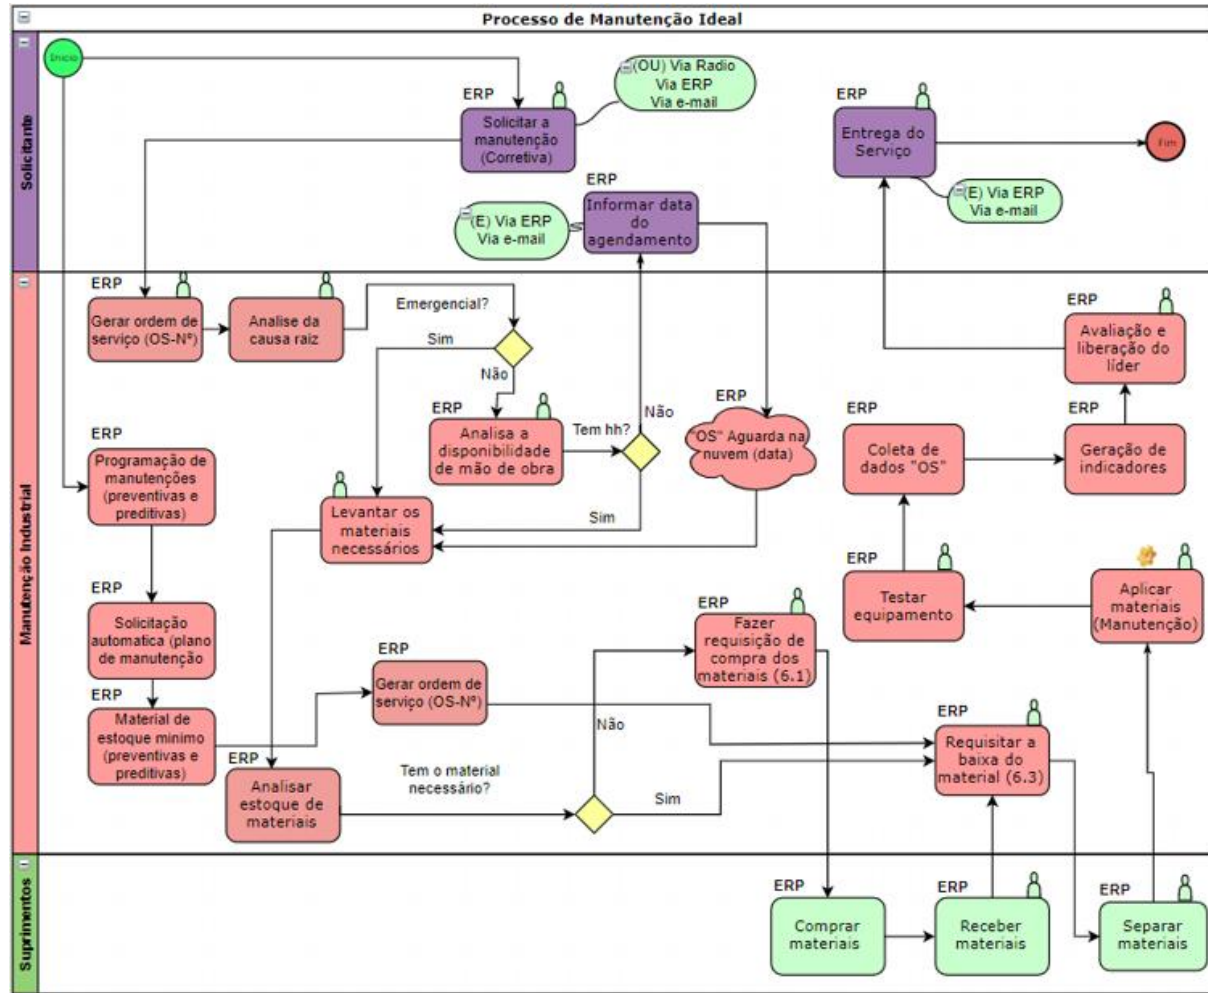 Processo de Manutenção Ideal
Solicitante
Inicio
ERP
Solicitar a
manutenção
(Corretiva)
(OU) Via Radio
Via ERP
Via e-mail
ERP
Entrega do
Serviço
Fim
(E) Via ERP
Via e-mail
ERP
Informar data
do
agendamento
(E) Via ERP
Via e-mail
Manutenção Industrial
ERP
Gerar ordem de
serviço (OS-Nº)
Analise da
causa raiz
Emergencial?
Sim
Não
ERP
Analisa a
disponibilidade
de mão de obra
Tem hh?
Não
Sim
ERP
"OS" Aguarda na
nuvem (data)
ERP
Avaliação e
liberação do
líder
ERP
Coleta de
dados "OS"
ERP
Geração de
indicadores
ERP
Programação de
manutenções
(preventivas e
preditivas)
Levantar os
materiais
necessários
ERP
Solicitação
automatica (plano
de manutenção
ERP
Testar
equipamento
ERP
Aplicar
materiais
(Manutenção)
ERP
Fazer
requisição de
compra dos
materiais (6.1)
ERP
Gerar ordem de
serviço (OS-Nº)
ERP
Material de
estoque minimo
(preventivas e
preditivas)
ERP
Analisar
estoque de
materiais
Tem o material
necessário?
Não
Sim
ERP
Requisitar a
baixa do
material (6.3)
Suprimentos
ERP
Comprar
materiais
ERP
Receber
materiais
ERP
Separar
materiais